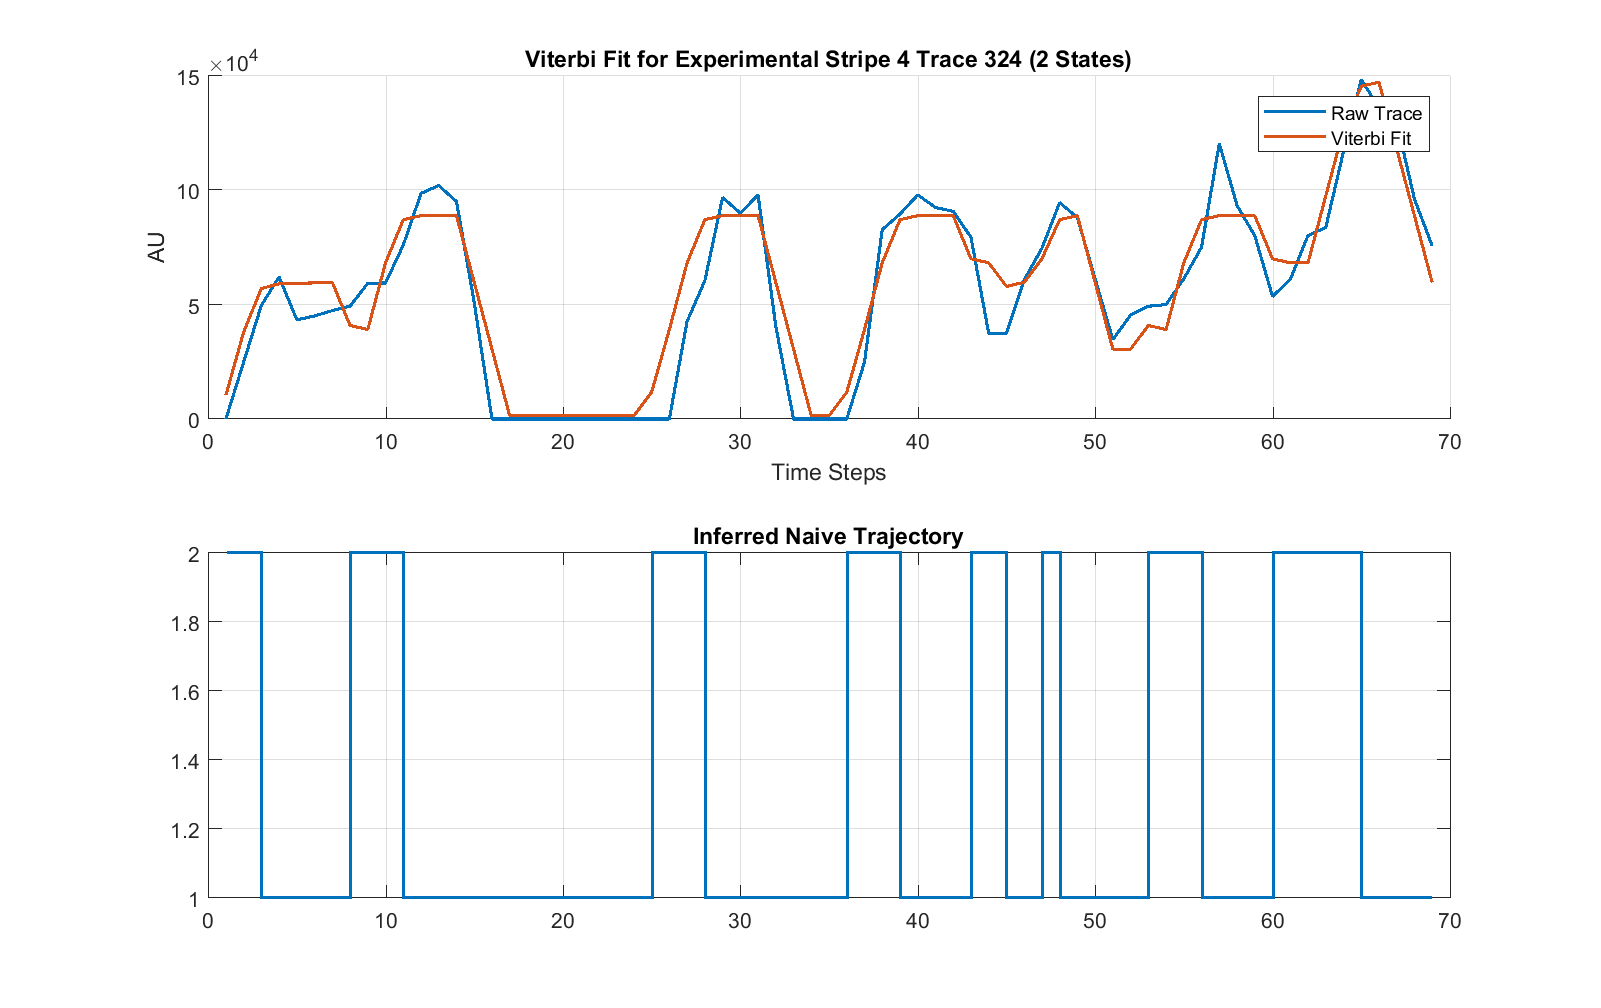 Viterbi Fit for Experimental Stripe 4 Trace 324 (2 States)
×10^4
15
10
5
0
AU
Raw Trace
Viterbi Fit
0 10 20 30 40 50 60 70
Time Steps
Inferred Naive Trajectory
2
1.8
1.6
1.4
1.2
1
0 10 20 30 40 50 60 70